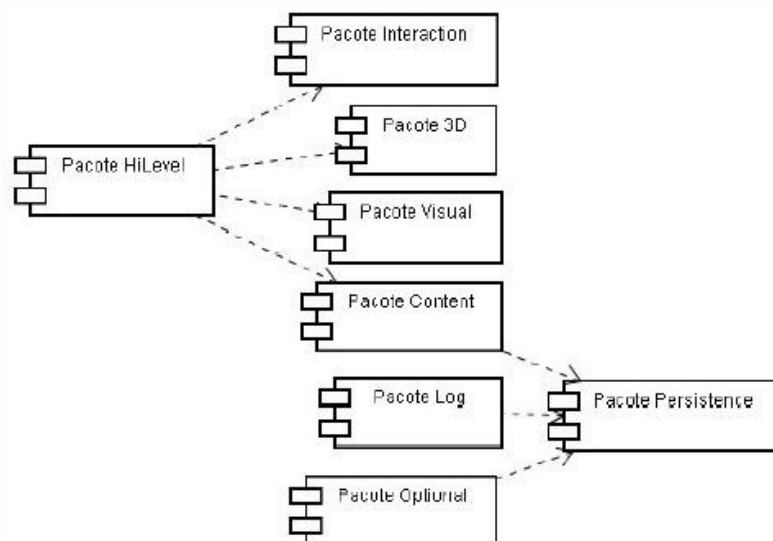 Pacote Interaction
Pacote 3D
Pacote HiLevel
Pacote Visual
Pacote Content
Pacote Log
Pacote Persistence
Pacote Optional